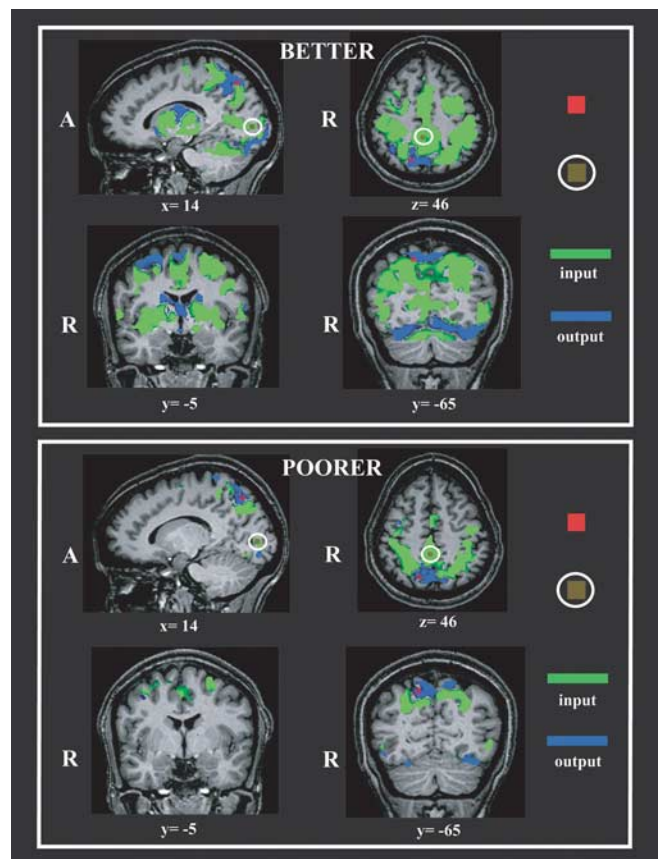 BETTER
A
R
x= 14
z= 46
input
R
R
output
y= -5
y= -65
POORER
A
R
x= 14
z= 46
input
R
R
output
y= -5
y= -65